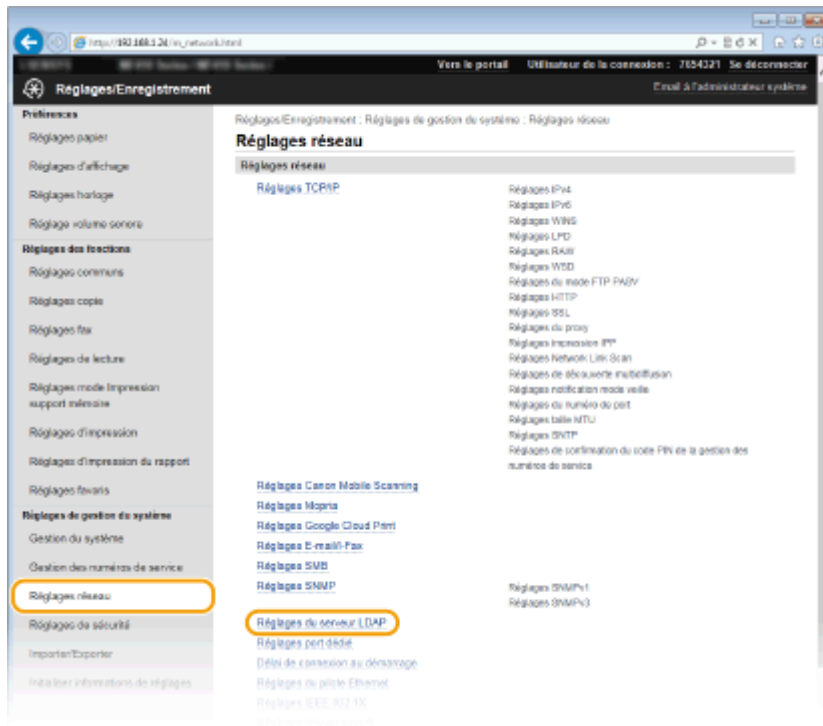 http://192.168.1.24/m_network.html
Vers le portail Utilisateur de la connexion : 7654321 Se déconnecter
Réglages/Enregistrement
Email à l'administrateur système
Préférences
Réglages papier
Réglages d'affichage
Réglages horloge
Réglage volume sonore
Réglages des fonctions
Réglages communs
Réglages copie
Réglages fax
Réglages de lecture
Réglages mode Impression
support mémoire
Réglages d'impression
Réglages d'impression du rapport
Réglages favoris
Réglages de gestion du système
Gestion du système
Gestion des numéros de service
Réglages réseau
Réglages de sécurité
Importer/Exporter
Initialiser informations de réglages
Réglages/Enregistrement : Réglages de gestion du système : Réglages réseau
Réglages réseau
Réglages réseau
Réglages TCP/IP
Réglages IPv4
Réglages IPv6
Réglages WINS
Réglages LPD
Réglages RAW
Réglages WSD
Réglages du mode FTP PASV
Réglages HTTP
Réglages SSL
Réglages du proxy
Réglages impression IPP
Réglages Network Link Scan
Réglages de découverte multidiffusion
Réglages notification mode veille
Réglages du numéro de port
Réglages taille MTU
Réglages SNTP
Réglages de confirmation du code PIN de la gestion des
numéros de service
Réglages Canon Mobile Scanning
Réglages Mopria
Réglages Google Cloud Print
Réglages E-mail/I-Fax
Réglages SMB
Réglages SNMP
Réglages SNMPv1
Réglages SNMPv3
Réglages du serveur LDAP
Réglages port dédié
Délai de connexion au démarrage
Réglages du pilote Ethernet
Réglages IEEE 802.1X